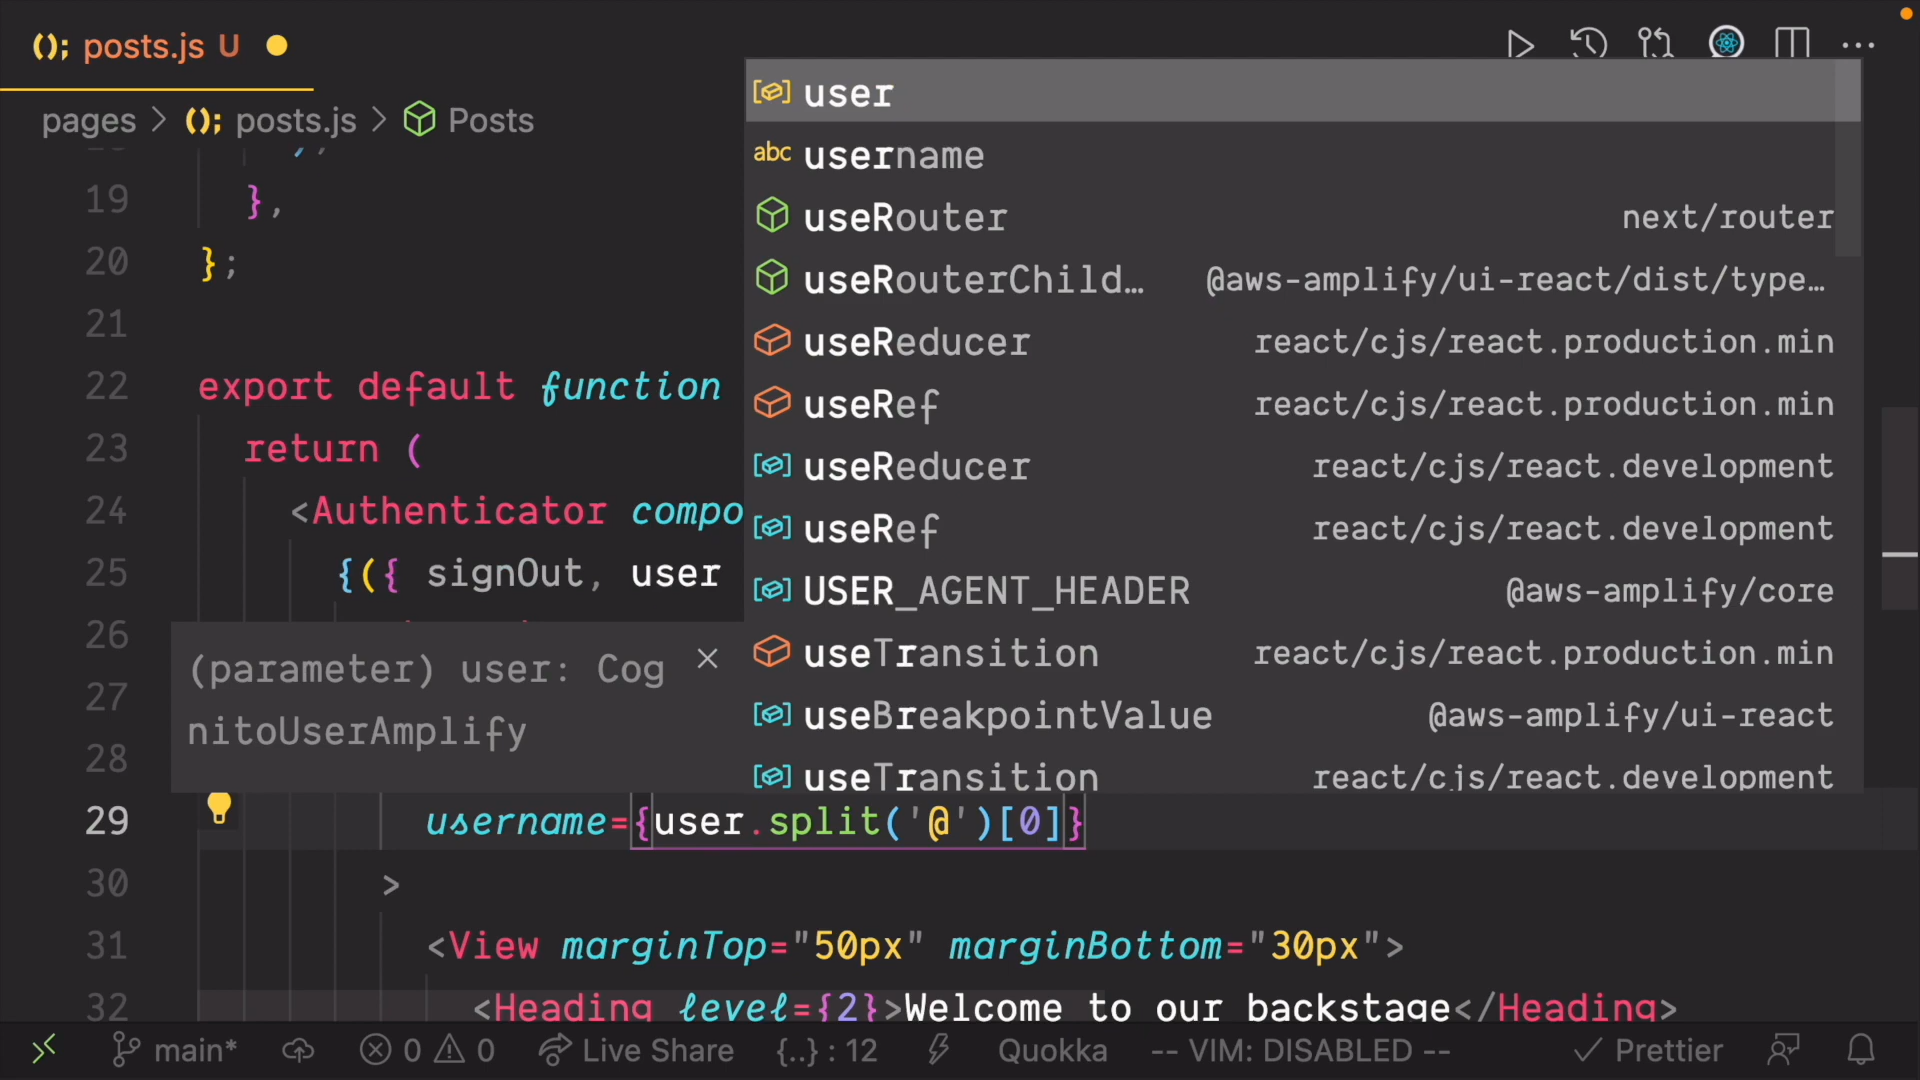 (); posts.js U
pages > (); posts.js > Posts
user
username
useRouter next/router
useRouterChild… @aws-amplify/ui-react/dist/type…
useReducer react/cjs/react.production.min
useRef react/cjs/react.production.min
useReducer react/cjs/react.development
useRef react/cjs/react.development
USER_AGENT_HEADER @aws-amplify/core
useTransition react/cjs/react.production.min
useBreakpointValue @aws-amplify/ui-react
useTransition react/cjs/react.development
19 },
20 };
21
22 export default function
23 return (
24 <Authenticator compo
25 {({ signOut, user
26
27
28
(parameter) user: Cog
nitoUserAmplify
29 username={user.split('@')[0]}
30 >
31 <View marginTop="50px" marginBottom="30px">
32 <Heading level={2}>Welcome to our backstage</Heading>
main* 0 0 Live Share {..} : 12 Quokka -- VIM: DISABLED -- Prettier